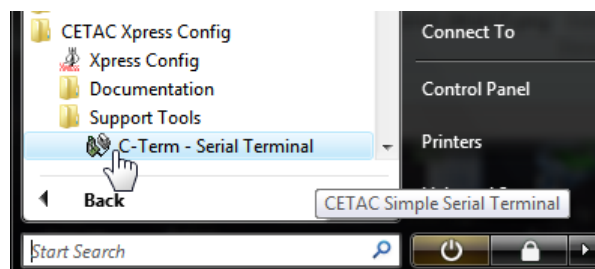 CETAC Xpress Config
Xpress Config
Documentation
Support Tools
C-Term - Serial Terminal
Back
Start Search
Connect To
Control Panel
Printers
CETAC Simple Serial Terminal